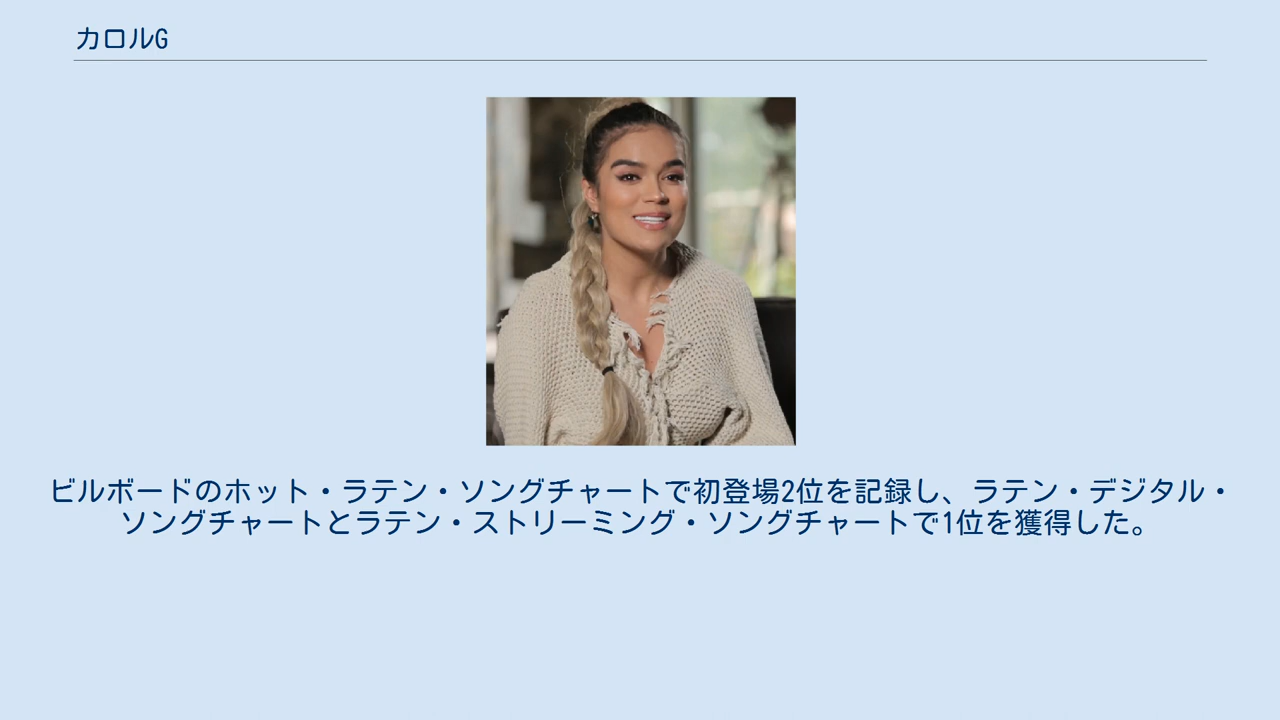 カロルG
ビルボードのホット・ラテン・ソングチャートで初登場2位を記録し、ラテン・デジタル・
ソングチャートとラテン・ストリーミング・ソングチャートで1位を獲得した。